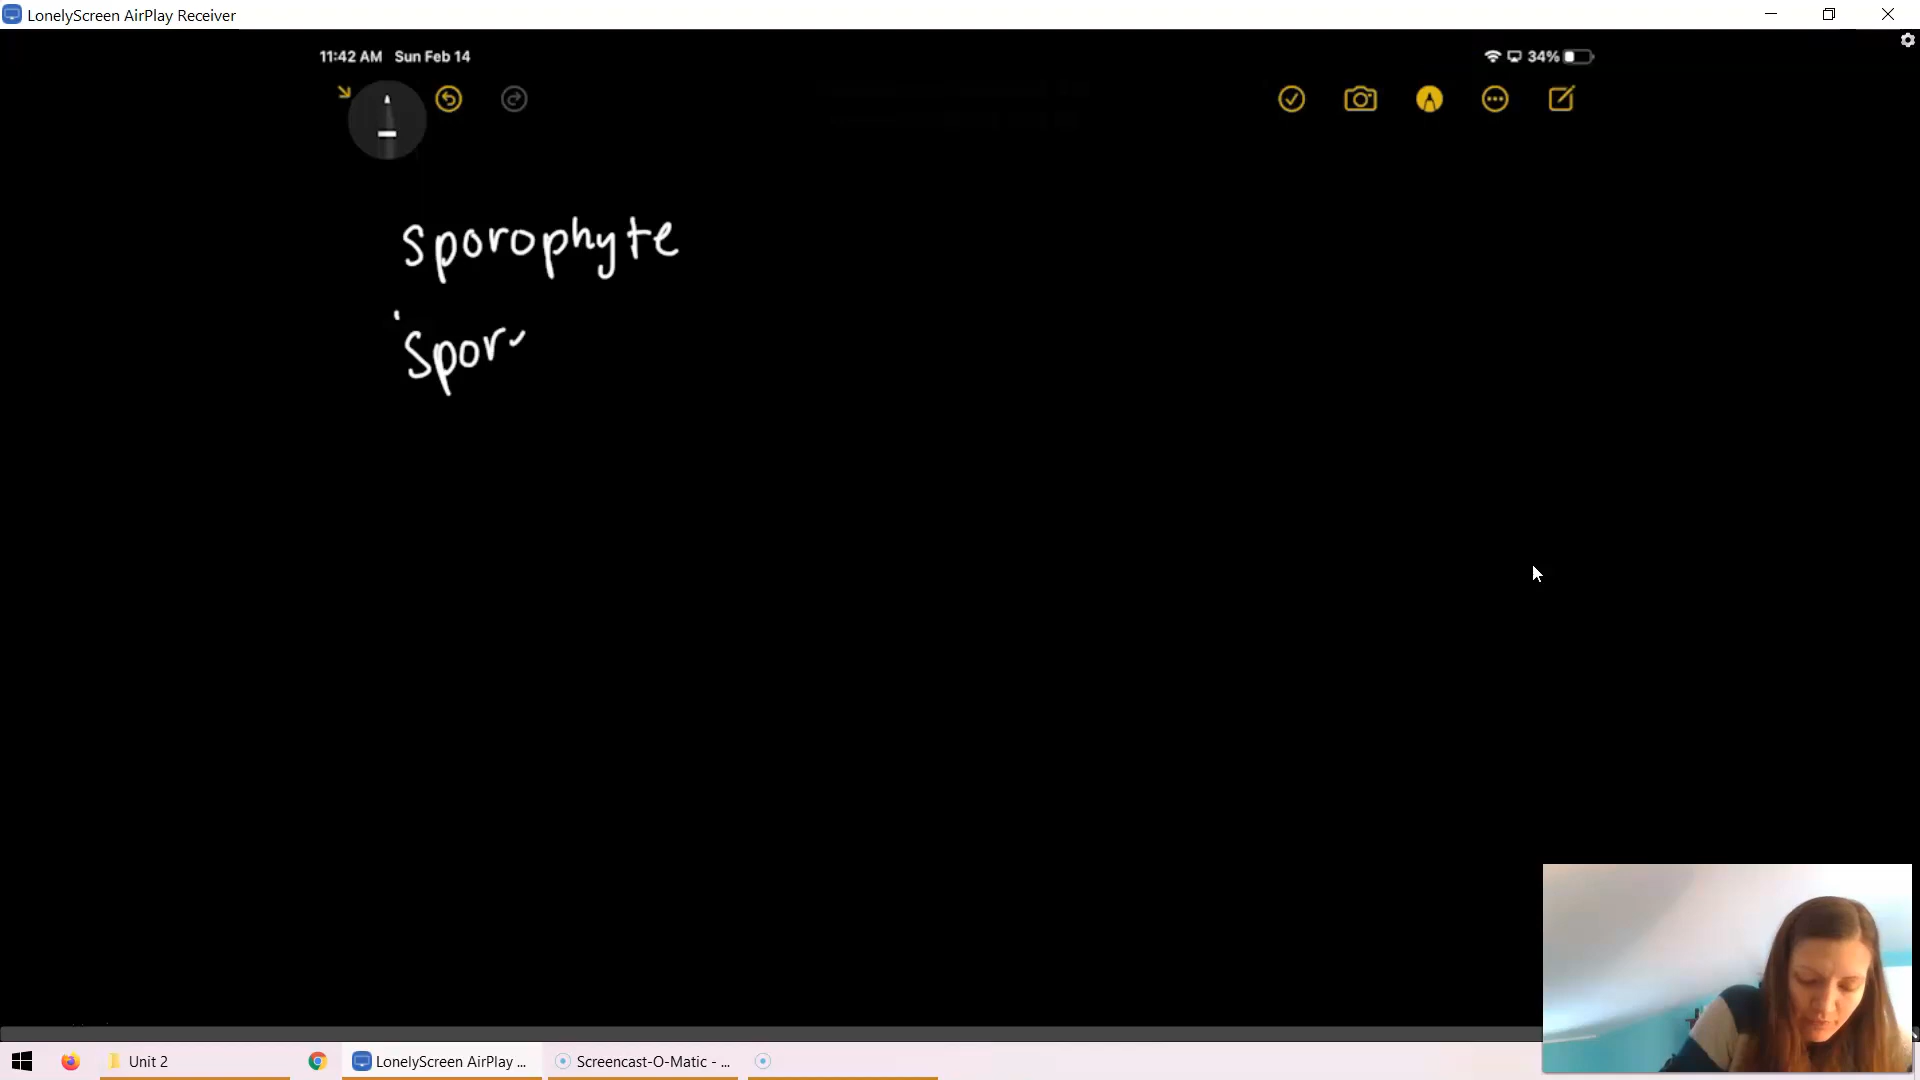 LonelyScreen AirPlay Receiver
11:42 AM Sun Feb 14
34%
sporophyte
Spor
Unit 2
LonelyScreen AirPlay ...
Screencast-O-Matic - ...